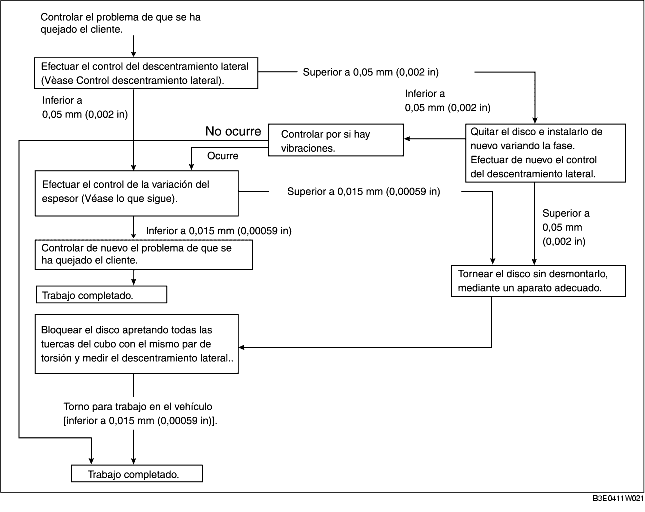 Controlar el problema de que se ha
quejado el cliente.
Efectuar el control del descentramiento lateral
(Vèase Control descentramiento lateral).
Superior a 0,05 mm (0,002 in)
Inferior a
0,05 mm (0,002 in)
Inferior a
0,05 mm (0,002 in)
No ocurre
Controlar por si hay
vibraciones.
Quitar el disco e instalarlo de
nuevo variando la fase.
Efectuar de nuevo el control
del descentramiento lateral.
Ocurre
Efectuar el control de la variación del
espesor (Véase lo que sigue).
Superior a 0,015 mm (0,00059 in)
Superior a
0,05 mm
(0,002 in)
Inferior a 0,015 mm (0,00059 in)
Controlar de nuevo el problema de que se
ha quejado el cliente.
Tornear el disco sin desmontarlo,
mediante un aparato adecuado.
Trabajo completado.
Bloquear el disco apretando todas las
tuercas del cubo con el mismo par de
torsión y medir el descentramiento lateral..
Torno para trabajo en el vehículo
[inferior a 0,015 mm (0,00059 in)].
Trabajo completado.
B3E0411W021